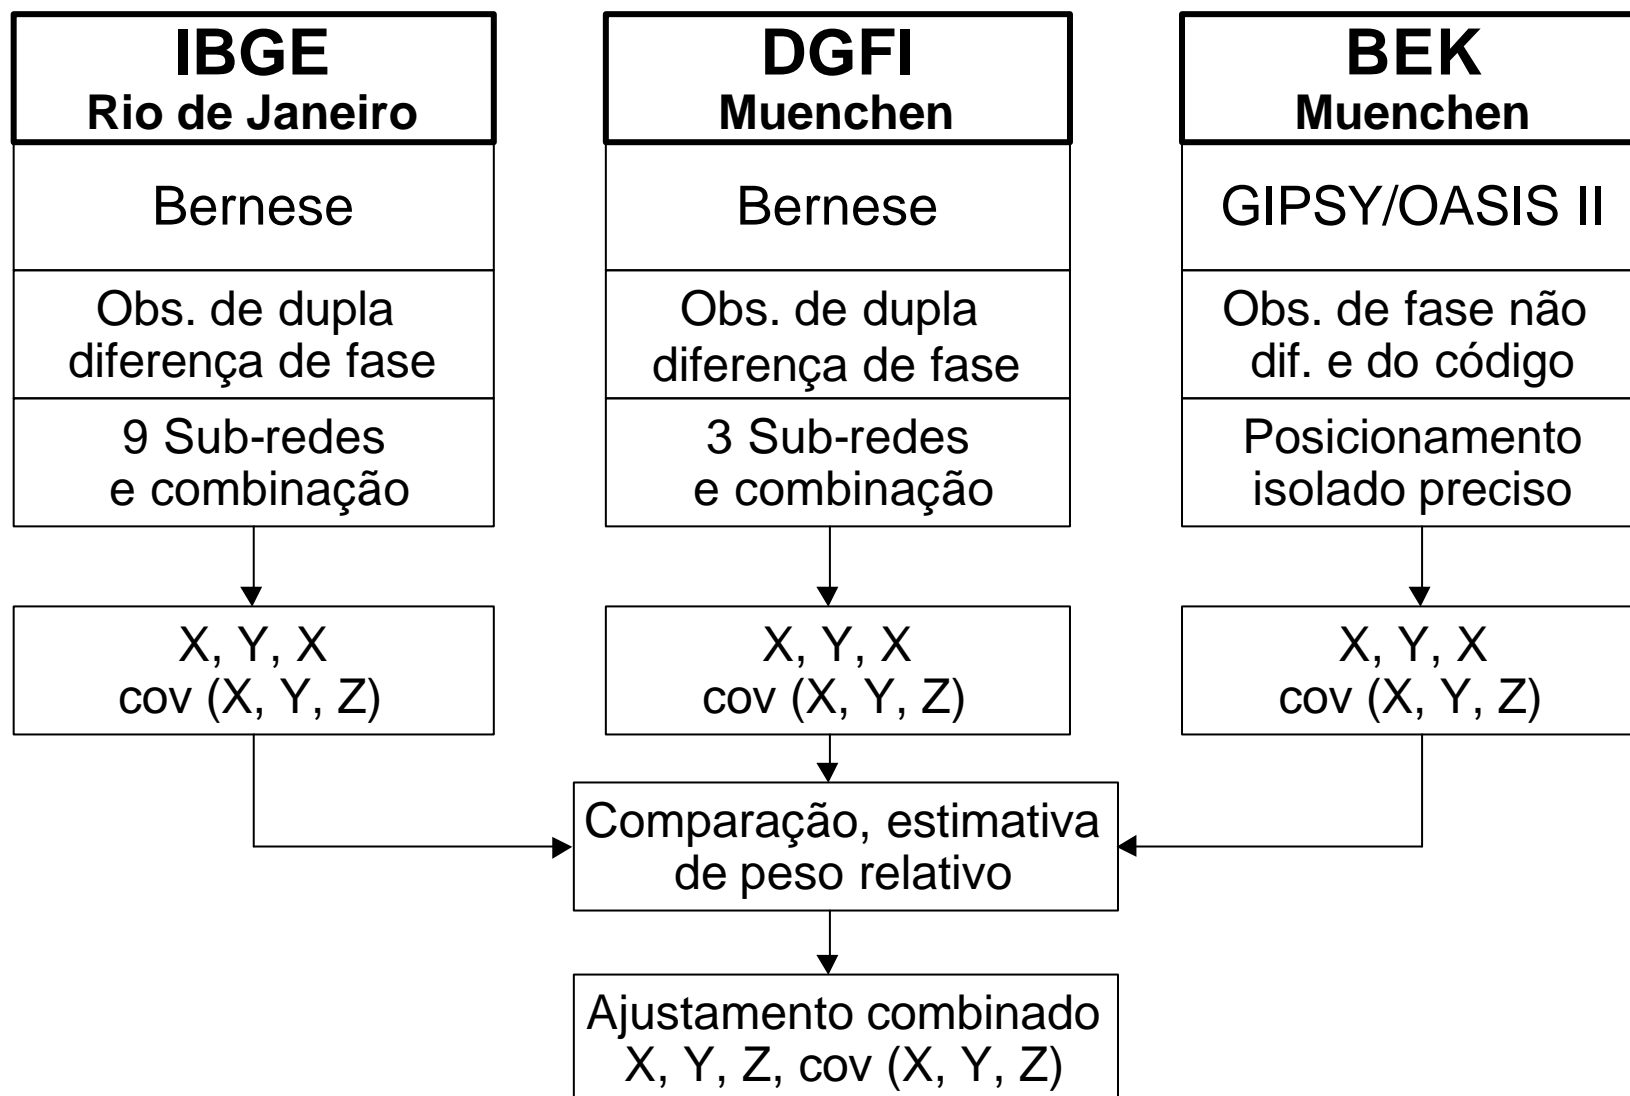 IBGE
Rio de Janeiro
Bernese
Obs. de dupla
diferença de fase
9 Sub-redes
e combinação
X, Y, X
cov (X, Y, Z)
DGFI
Muenchen
Bernese
Obs. de dupla
diferença de fase
3 Sub-redes
e combinação
X, Y, X
cov (X, Y, Z)
BEK
Muenchen
GIPSY/OASIS II
Obs. de fase não
dif. e do código
Posicionamento
isolado preciso
X, Y, X
cov (X, Y, Z)
Comparação, estimativa
de peso relativo
Ajustamento combinado
X, Y, Z, cov (X, Y, Z)